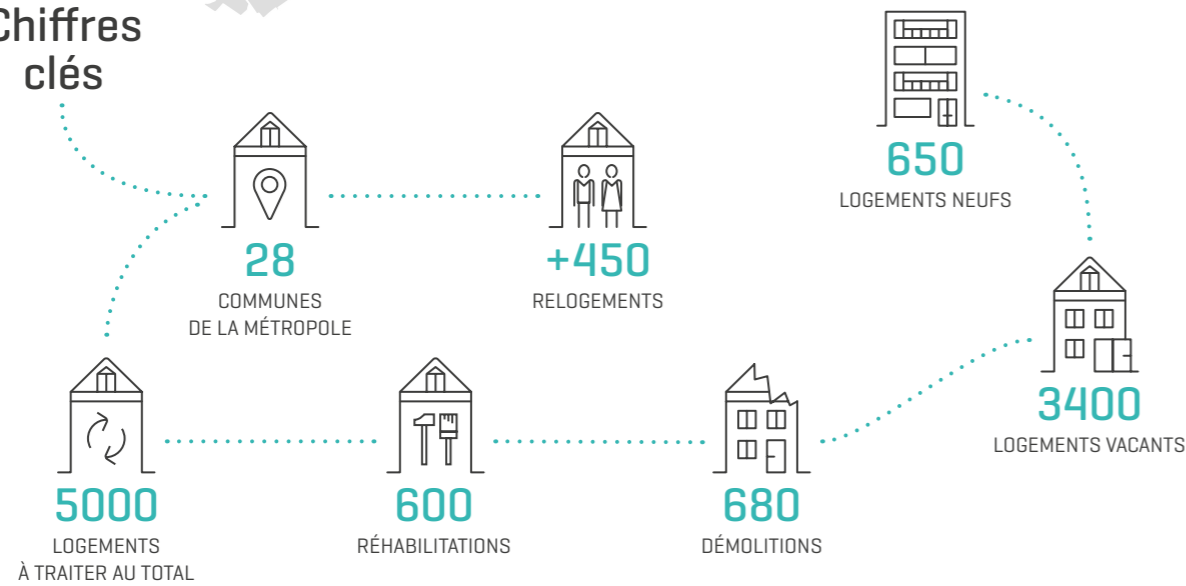 Chiffres
clés
650
LOGEMENTS NEUFS
28
COMMUNES
DE LA MÉTROPOLE
+450
RELOGEMENTS
3400
LOGEMENTS VACANTS
5000
LOGEMENTS
À TRAITER AU TOTAL
600
RÉHABILITATIONS
680
DÉMOLITIONS